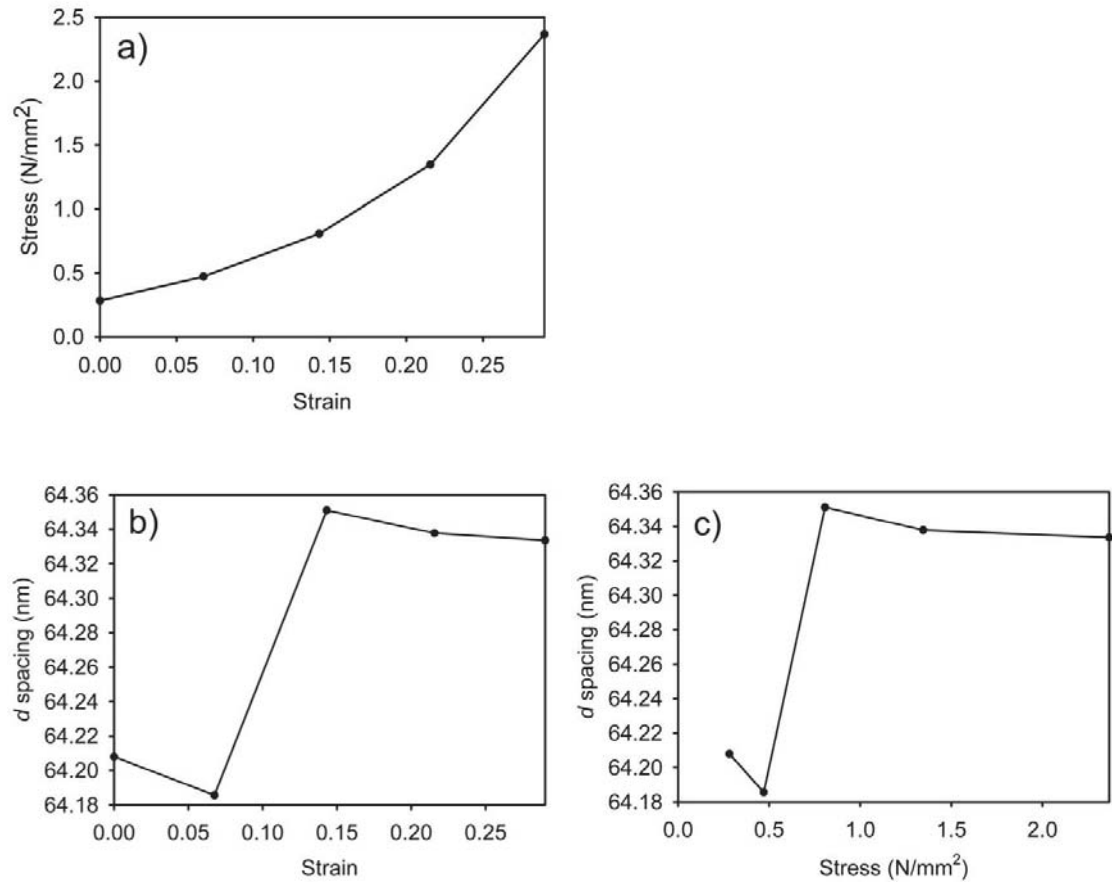 a)
Stress (N/mm²)
2.5
2.0
1.5
1.0
0.5
0.0
0.00 0.05 0.10 0.15 0.20 0.25
Strain
b)
d spacing (nm)
64.36
64.34
64.32
64.30
64.28
64.26
64.24
64.22
64.20
64.18
0.00 0.05 0.10 0.15 0.20 0.25
Strain
c)
d spacing (nm)
64.36
64.34
64.33
64.30
64.28
64.26
64.24
64.22
64.20
64.18
0.0 0.5 1.0 1.5 2.0
Stress (N/mm²)